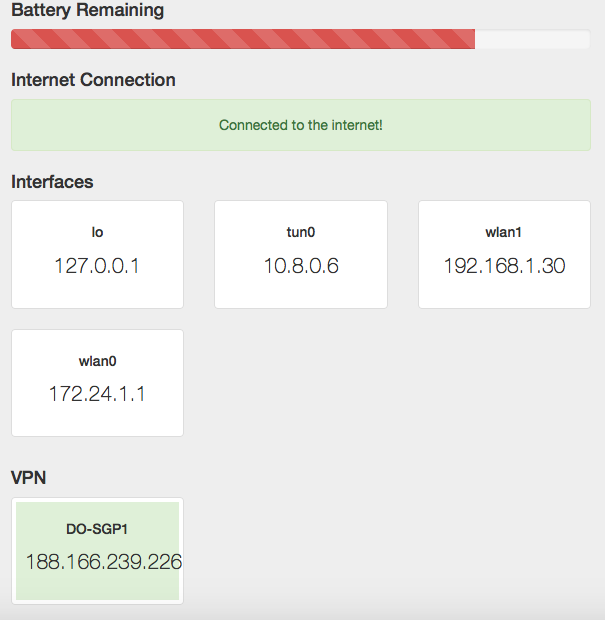 Battery Remaining
Internet Connection
Connected to the internet!
Interfaces
lo
127.0.0.1
tun0
10.8.0.6
wlan1
192.168.1.30
wlan0
172.24.1.1
VPN
DO-SGP1
188.166.239.226